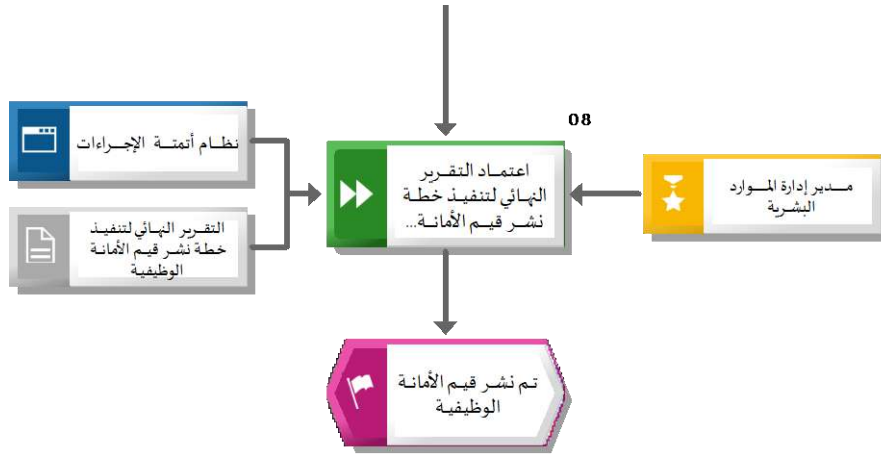 08
نظام أتمتة الإجراءات
اعتماد التقرير
النهائي لتنفيذ خطة
نشر قيم الأمانة...
مدير إدارة الموارد
البشرية
التقرير النهائي لتنفيذ
خطة نشر قيم الأمانة
الوظيفية
تم نشر قيم الأمانة
الوظيفية